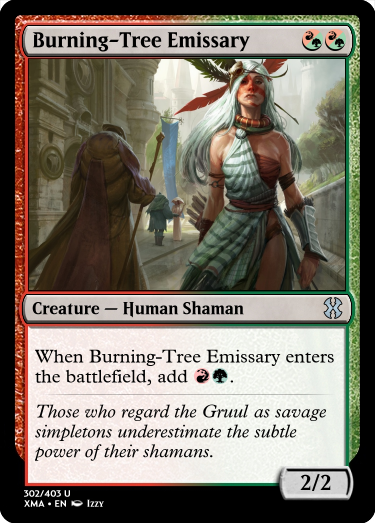 Burning-Tree Emissary
Creature — Human Shaman
When Burning-Tree Emissary enters
the battlefield, add .
Those who regard the Gruul as savage
simpletons underestimate the subtle
power of their shamans.
2/2
302/403 U
XMA • EN Izzy